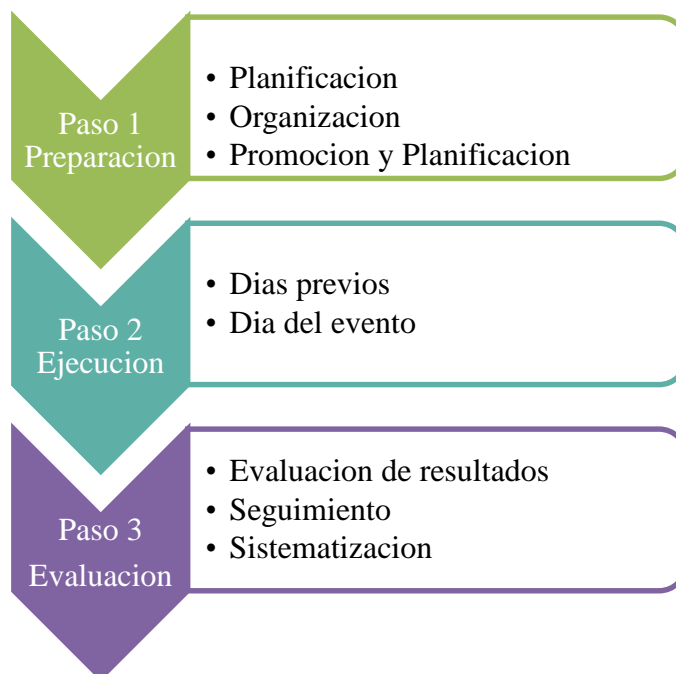 Paso 1
Preparacion
• Planificacion
• Organizacion
• Promocion y Planificacion
Paso 2
Ejecucion
• Dias previos
• Dia del evento
Paso 3
Evaluacion
• Evaluacion de resultados
• Seguimiento
• Sistematizacion